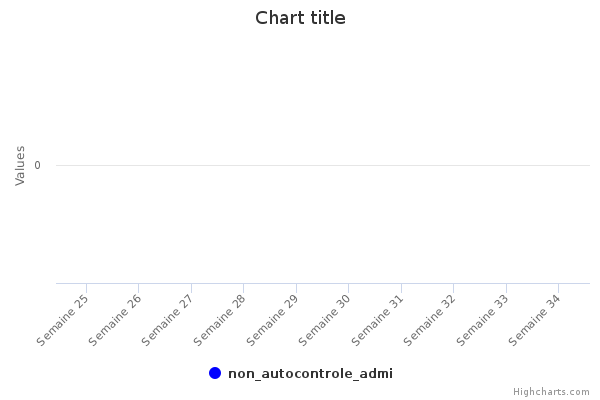 Chart title
Values
0
Semaine 25
Semaine 26
Semaine 27
Semaine 28
Semaine 29
Semaine 30
Semaine 31
Semaine 32
Semaine 33
Semaine 34
non_autocontrole_admi
Highcharts.com